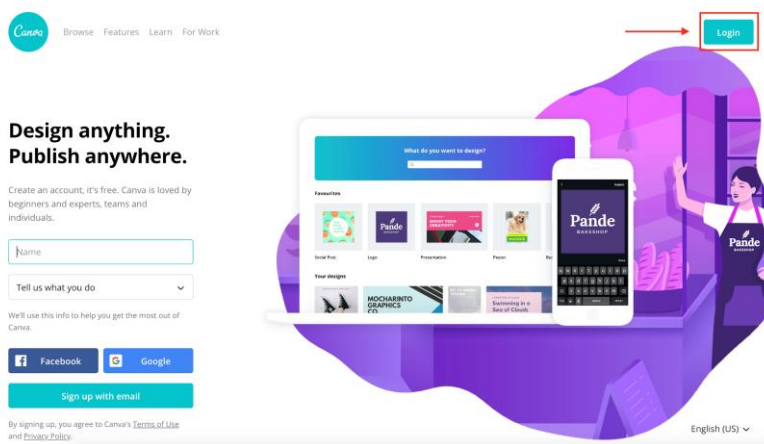 Canva
Browse Features Learn For Work
Login
Design anything.
Publish anywhere.
Create an account, it's free. Canva is loved by
beginners and experts, teams and
individuals.
Name
Tell us what you do
We'll use this info to help you get the most out of
Canva.
Facebook
Google
Sign up with email
By signing up, you agree to Canva's Terms of Use
and Privacy Policy.
What do you want to design?
Favourites
Pande
Social Post
Logo
Presentation
Poster
Your designs
MOCHARINTO
GRAPHICS
CO.
Swimming in a
Sea of Clouds
Pande
BAKESHOP
Pande
BAKESHOP
English (US)